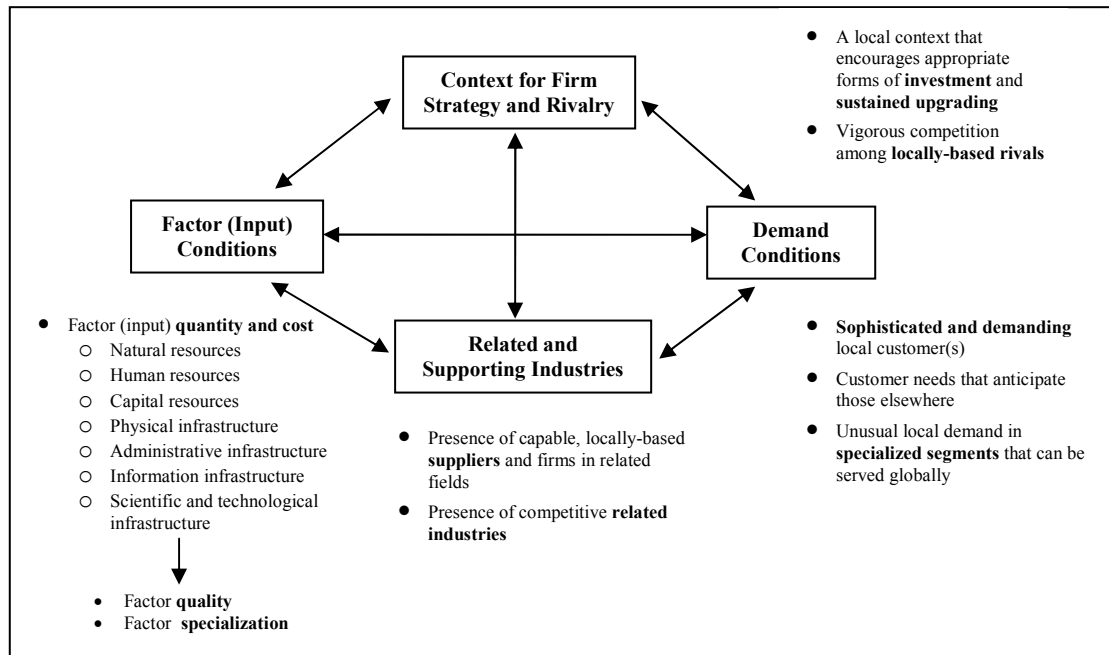 Context for Firm
Strategy and Rivalry
● A local context that
encourages appropriate
forms of investment and
sustained upgrading
● Vigorous competition
among locally-based rivals
Factor (Input)
Conditions
Demand
Conditions
Related and
Supporting Industries
● Factor (input) quantity and cost
○ Natural resources
○ Human resources
○ Capital resources
○ Physical infrastructure
○ Administrative infrastructure
○ Information infrastructure
○ Scientific and technological
infrastructure
• Factor quality
• Factor specialization
● Presence of capable, locally-based
suppliers and firms in related
fields
● Presence of competitive related
industries
● Sophisticated and demanding
local customer(s)
● Customer needs that anticipate
those elsewhere
● Unusual local demand in
specialized segments that can be
served globally